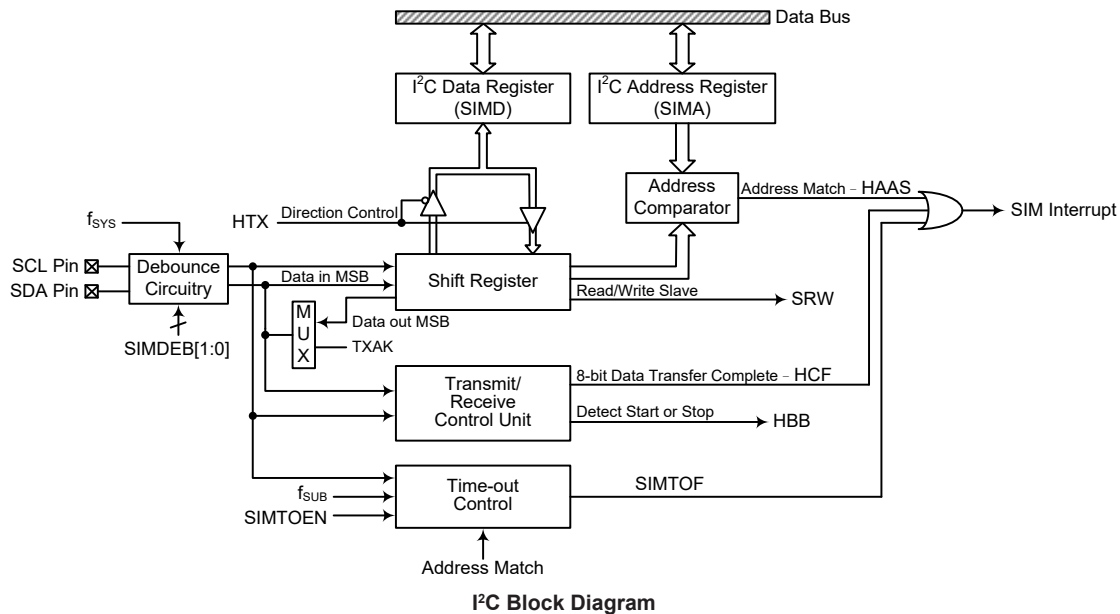 Data Bus
I²C Data Register
(SIMD)
I²C Address Register
(SIMA)
Address
Comparator
Address Match - HAAS
SIM Interrupt
HTX
Direction Control
fSYS
SCL Pin
SDA Pin
Debounce
Circuitry
SIMDEB[1:0]
Data in MSB
Shift Register
Read/Write Slave
SRW
MUX
Data out MSB
TXAK
Transmit/
Receive
Control Unit
8-bit Data Transfer Complete - HCF
Detect Start or Stop
HBB
Time-out
Control
fSUB
SIMTOEN
SIMTOF
Address Match
I²C Block Diagram